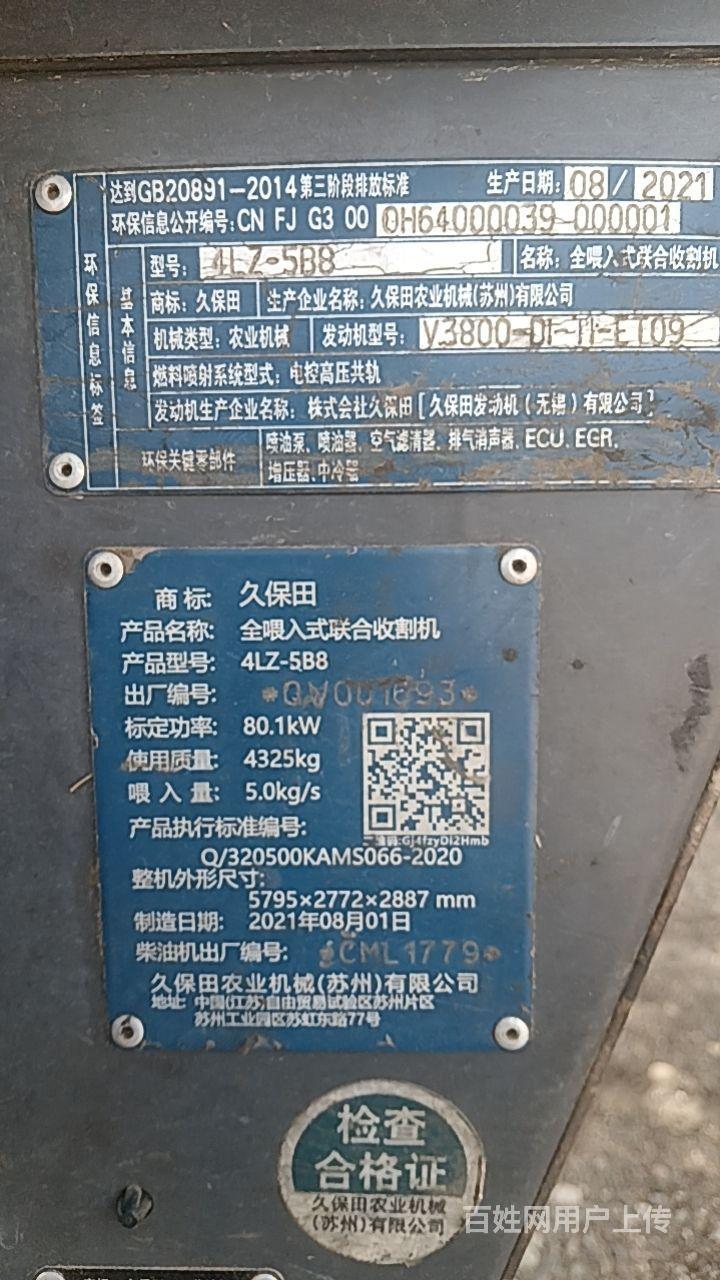 达到GB20891-2014第三阶段排放标准 生产日期: 08/2021
环保信息公开编号:CN FJ G3 00 0H64000039-000001
环保信息标签
基本信息
型号: 4LZ-5B8 名称: 全喂入式联合收割机
商标: 久保田 生产企业名称: 久保田农业机械(苏州)有限公司
机械类型: 农业机械 发动机型号: V3800-DI-TI-ET09
燃料喷射系统型式: 电控高压共轨
发动机生产企业名称: 株式会社久保田[久保田发动机(无锡)有限公司]
环保关键零部件 喷油泵、喷油器、空气滤清器、排气消声器、ECU、EGR、
增压器、中冷器
商标: 久保田
产品名称: 全喂入式联合收割机
产品型号: 4LZ-5B8
出厂编号: *QV001693*
标定功率: 80.1kW
使用质量: 4325kg
喂入量: 5.0kg/s
产品执行标准编号:
:Gj4fzyDi2Hmb
Q/320500KAMS066-2020
整机外形尺寸:
5795×2772×2887 mm
制造日期: 2021年08月01日
柴油机出厂编号: CML1779*
久保田农业机械(苏州)有限公司
地址: 中国(江苏)自由贸易试验区苏州片区
苏州工业园区苏虹东路77号
检查
合格证
久保田农业机械
(苏州)有限公司
百姓网用户上传